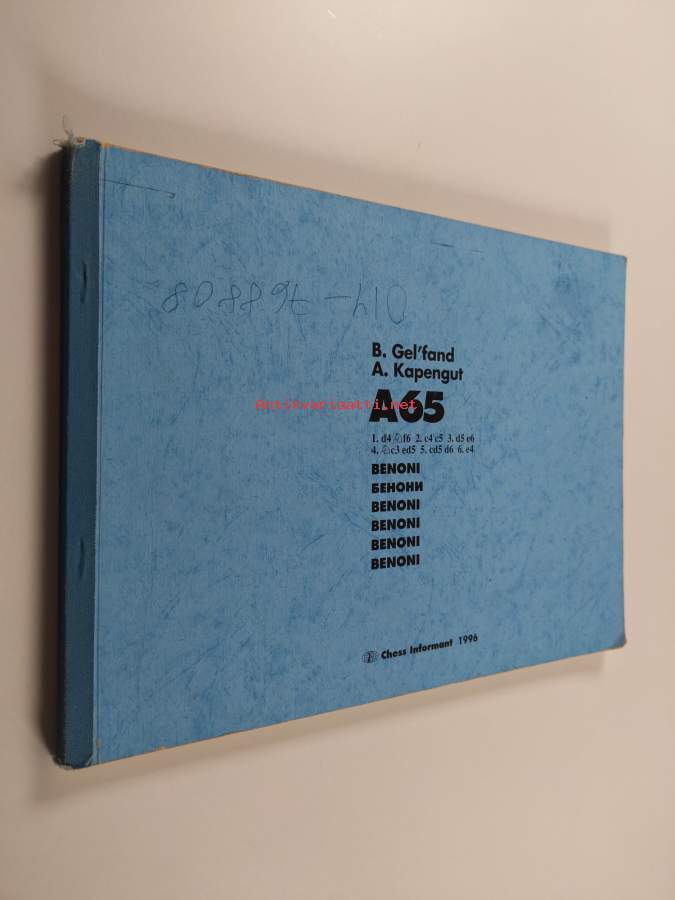 014-768808
B. Gel'fand
A. Kapengut
Antikvariaatti.net
A65
1. d4 ♘f6 2. c4 c5 3. d5 e6
4. ♘c3 ed5 5. cd5 d6 6. e4
BENONI
БЕНОНИ
BENONI
BENONI
BENONI
BENONI
Chess Informant 1996